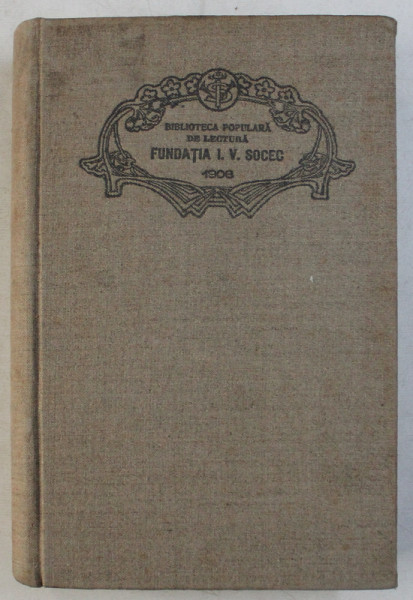 BIBLIOTECA POPULARĂ
DE LECTURĂ
FUNDAȚIA I. V. SOCEC
1906